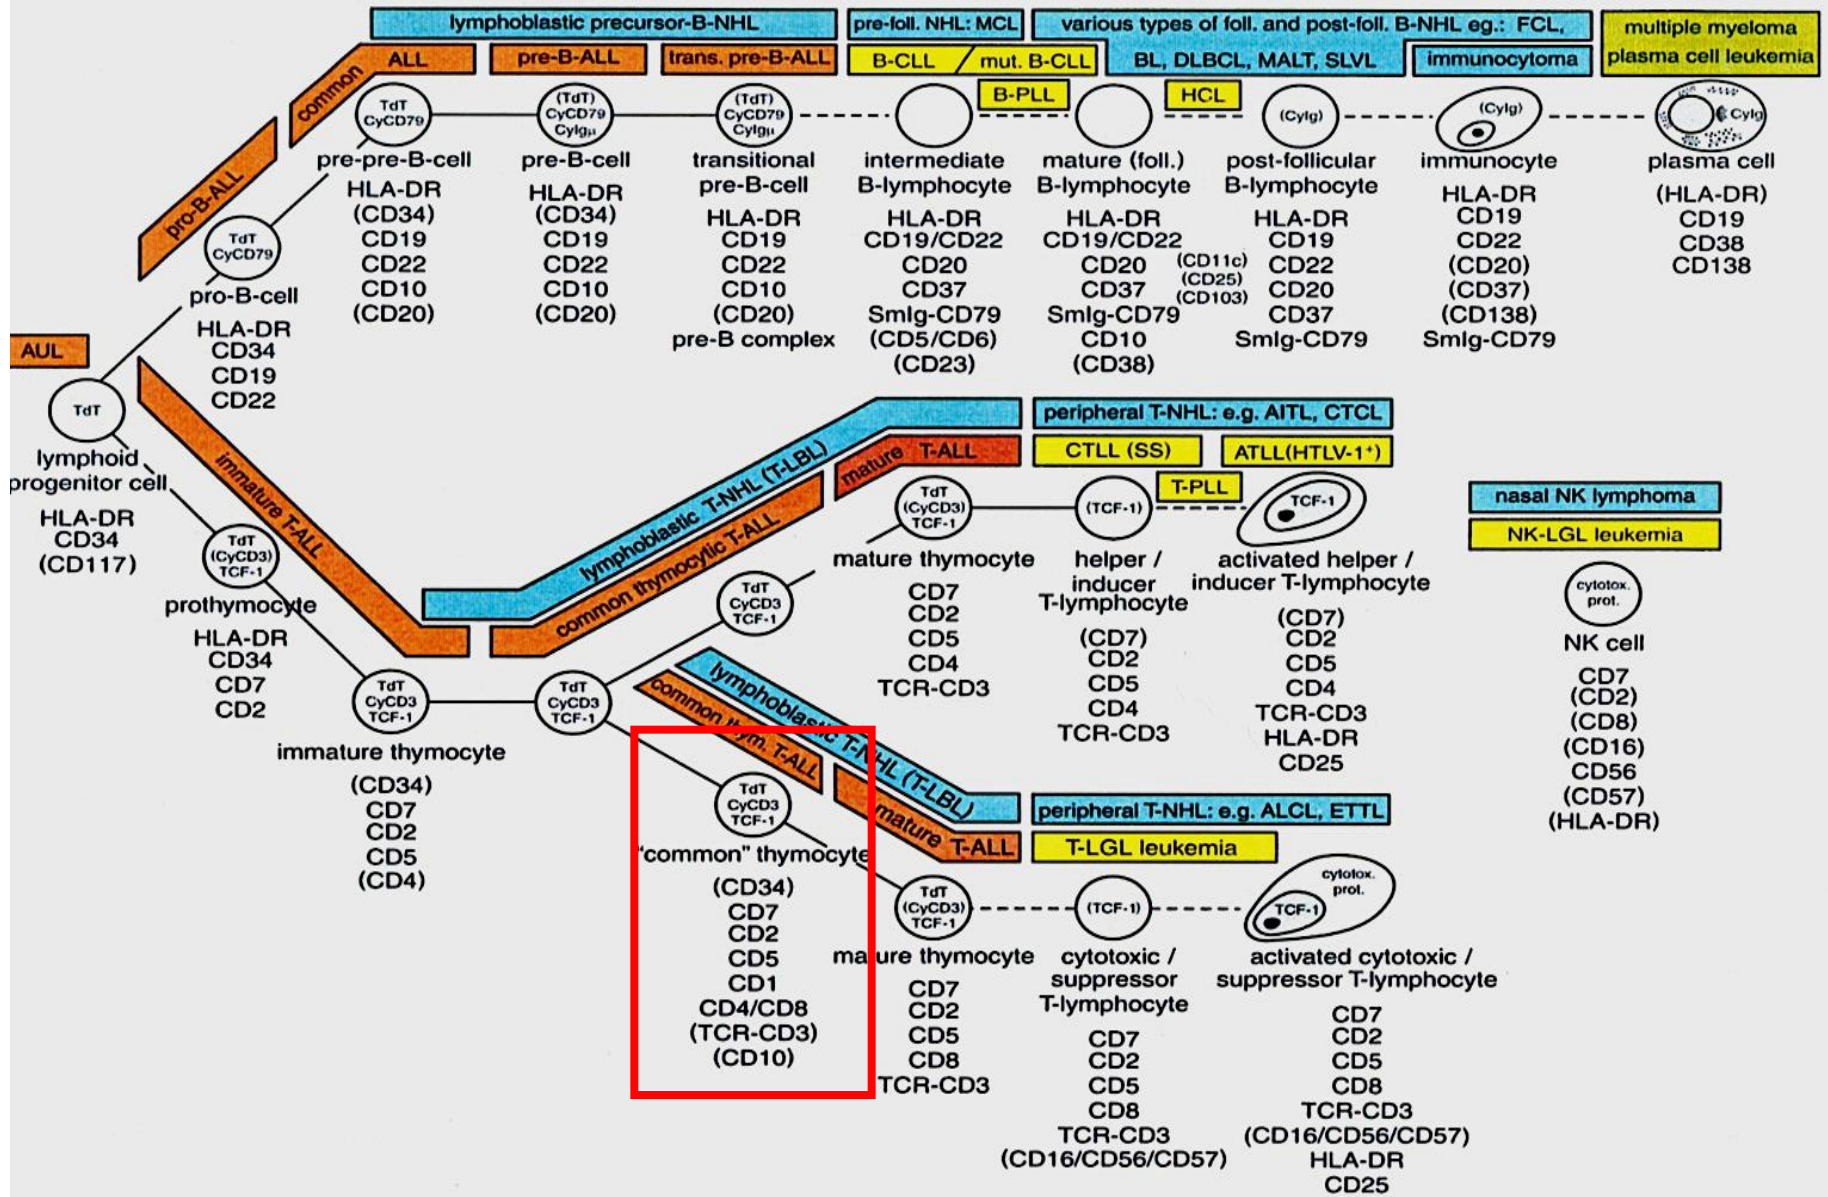 lymphoblastic precursor-B-NHL
pre-foll. NHL: MCL
various types of foll. and post-foll. B-NHL eg.: FCL,
BL, DLBCL, MALT, SLVL
immunocytoma
multiple myeloma
plasma cell leukemia
common
ALL
pre-B-ALL
trans. pre-B-ALL
B-CLL / mut. B-CLL
B-PLL
HCL
pro-B-ALL
TdT
CyCD79
pre-pre-B-cell
HLA-DR
(CD34)
CD19
CD22
CD10
(CD20)
(TdT)
CyCD79
CyIgµ
pre-B-cell
HLA-DR
(CD34)
CD19
CD22
CD10
(CD20)
(TdT)
CyCD79
CyIgµ
transitional
pre-B-cell
HLA-DR
CD19
CD22
CD10
(CD20)
pre-B complex
intermediate
B-lymphocyte
HLA-DR
CD19/CD22
CD20
CD37
SmIg-CD79
(CD5/CD6)
(CD23)
mature (foll.)
B-lymphocyte
HLA-DR
CD19/CD22
CD20
CD37
SmIg-CD79
CD10
(CD38)
(CD11c)
(CD25)
(CD103)
(CyIg)
post-follicular
B-lymphocyte
HLA-DR
CD19
CD22
CD20
CD37
SmIg-CD79
(CyIg)
immunocyte
HLA-DR
CD19
CD22
(CD20)
(CD37)
(CD138)
SmIg-CD79
CyIg
plasma cell
(HLA-DR)
CD19
CD38
CD138
TdT
CyCD79
pro-B-cell
HLA-DR
CD34
CD19
CD22
AUL
TdT
lymphoid
progenitor cell
HLA-DR
CD34
(CD117)
immature T-ALL
TdT
(CyCD3)
TCF-1
prothymocyte
HLA-DR
CD34
CD7
CD2
TdT
CyCD3
TCF-1
immature thymocyte
(CD34)
CD7
CD2
CD5
(CD4)
TdT
CyCD3
TCF-1
lymphoblastic T-NHL (T-LBL)
common thymocytic T-ALL
mature T-ALL
peripheral T-NHL: e.g. AITL, CTCL
CTLL (SS)
ATLL(HTLV-1⁺)
T-PLL
TdT
CyCD3
TCF-1
TdT
(CyCD3)
TCF-1
mature thymocyte
CD7
CD2
CD5
CD4
TCR-CD3
(TCF-1)
helper /
inducer
T-lymphocyte
(CD7)
CD2
CD5
CD4
TCR-CD3
TCF-1
activated helper /
inducer T-lymphocyte
(CD7)
CD2
CD5
CD4
TCR-CD3
HLA-DR
CD25
nasal NK lymphoma
NK-LGL leukemia
cytotox.
prot.
NK cell
CD7
(CD2)
(CD8)
(CD16)
CD56
(CD57)
(HLA-DR)
lymphoblastic T-NHL (T-LBL)
common thym. T-ALL
mature T-ALL
peripheral T-NHL: e.g. ALCL, ETTL
T-LGL leukemia
TdT
CyCD3
TCF-1
"common" thymocyte
(CD34)
CD7
CD2
CD5
CD1
CD4/CD8
(TCR-CD3)
(CD10)
TdT
(CyCD3)
TCF-1
mature thymocyte
CD7
CD2
CD5
CD8
TCR-CD3
(TCF-1)
cytotoxic /
suppressor
T-lymphocyte
CD7
CD2
CD5
CD8
TCR-CD3
(CD16/CD56/CD57)
cytotox.
prot.
TCF-1
activated cytotoxic /
suppressor T-lymphocyte
CD7
CD2
CD5
CD8
TCR-CD3
(CD16/CD56/CD57)
HLA-DR
CD25